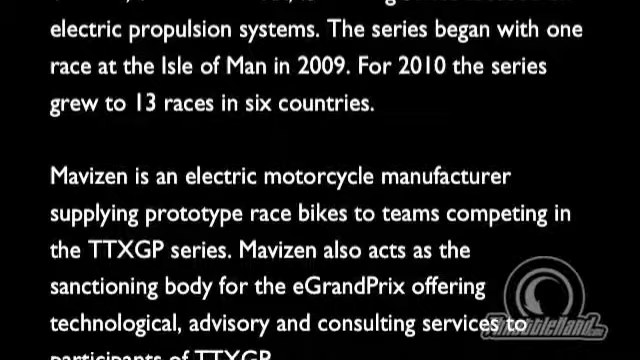 electric propulsion systems. The series began with one
race at the Isle of Man in 2009. For 2010 the series
grew to 13 races in six countries.
Mavizen is an electric motorcycle manufacturer
supplying prototype race bikes to teams competing in
the TTXGP series. Mavizen also acts as the
sanctioning body for the eGrandPrix offering
technological, advisory and consulting services to
participants of TTXGP